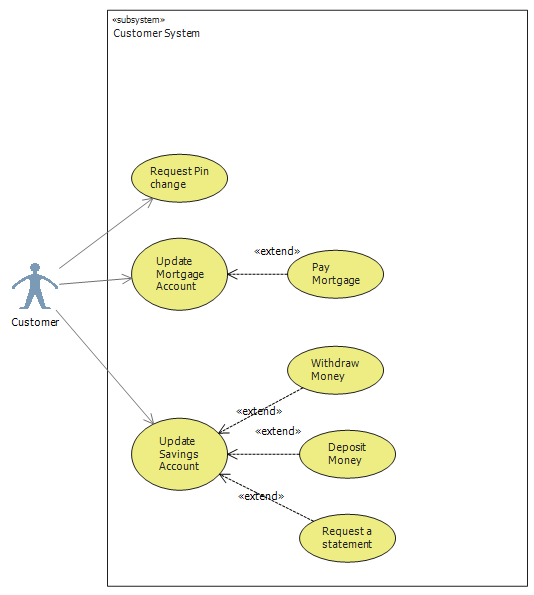 «subsystem»
Customer System
Request Pin
change
Update
Mortgage
Account
«extend»
Pay
Mortgage
Customer
Withdraw
Money
«extend»
«extend»
Update
Savings
Account
Deposit
Money
«extend»
Request a
statement